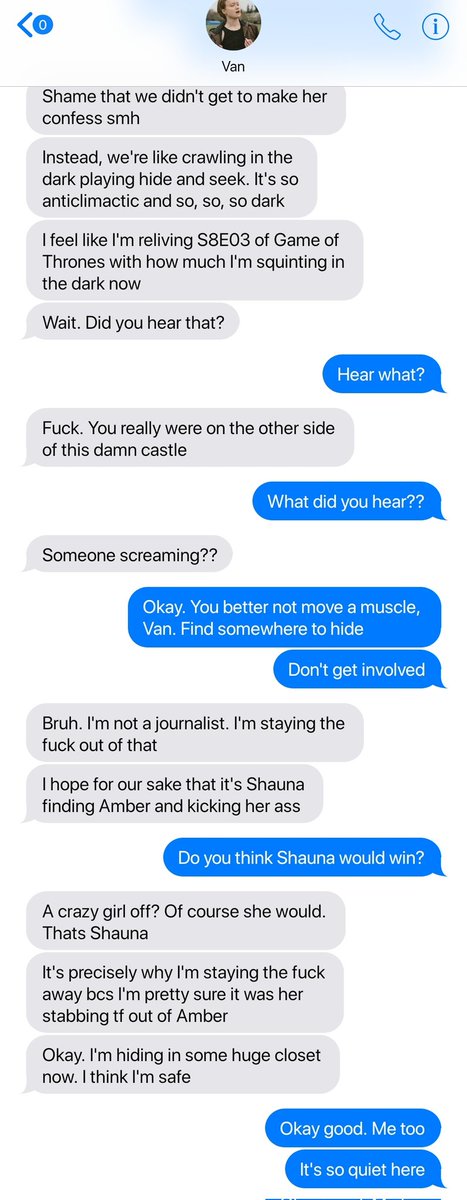 0
Van
Shame that we didn't get to make her
confess smh
Instead, we're like crawling in the
dark playing hide and seek. It's so
anticlimactic and so, so, so dark
I feel like I'm reliving S8E03 of Game of
Thrones with how much I'm squinting in
the dark now
Wait. Did you hear that?
Hear what?
Fuck. You really were on the other side
of this damn castle
What did you hear??
Someone screaming??
Okay. You better not move a muscle,
Van. Find somewhere to hide
Don't get involved
Bruh. I'm not a journalist. I'm staying the
fuck out of that
I hope for our sake that it's Shauna
finding Amber and kicking her ass
Do you think Shauna would win?
A crazy girl off? Of course she would.
Thats Shauna
It's precisely why I'm staying the fuck
away bcs I'm pretty sure it was her
stabbing tf out of Amber
Okay. I'm hiding in some huge closet
now. I think I'm safe
Okay good. Me too
It's so quiet here